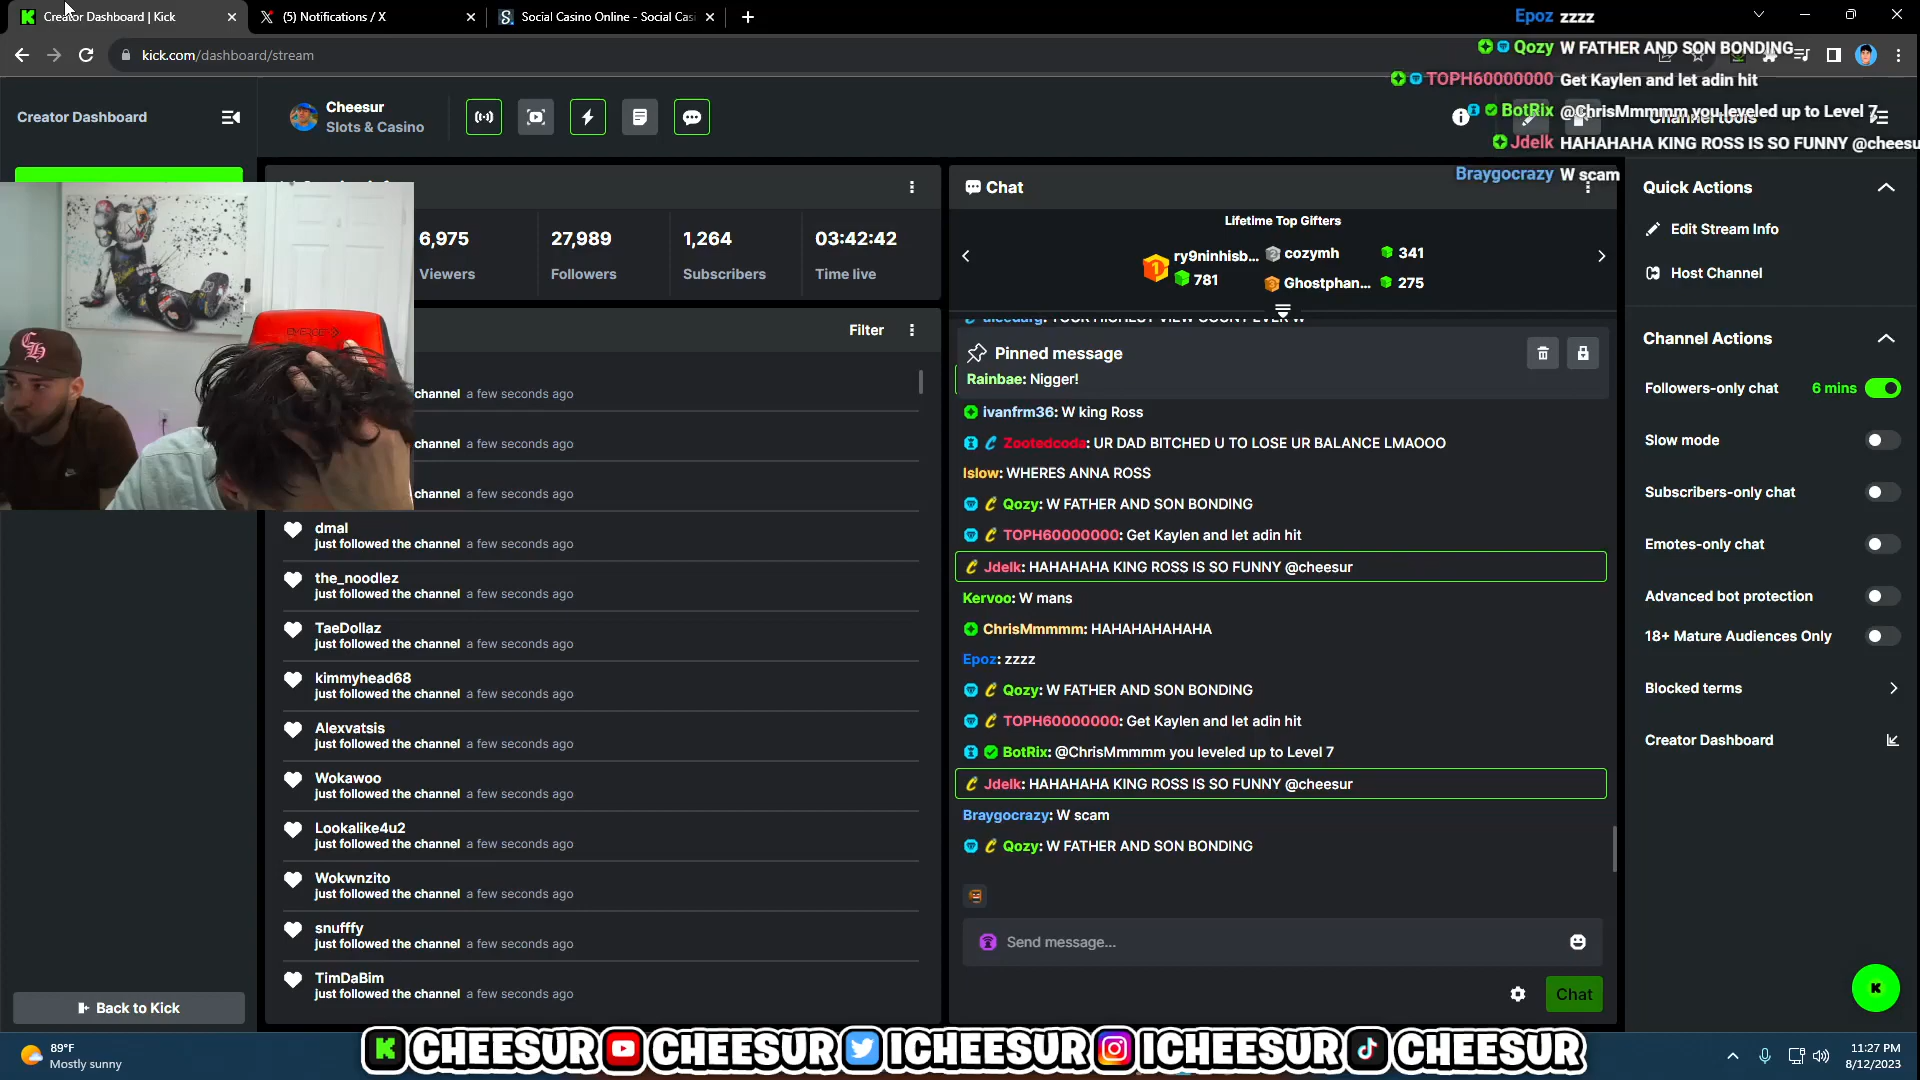 Creator Dashboard | Kick
(5) Notifications / X
Social Casino Online - Social Cas
kick.com/dashboard/stream
Epoz zzzz
Qozy W FATHER AND SON BONDING
TOPH60000000 Get Kaylen and let adin hit
BotRix @ChrisMmmmm you leveled up to Level 7
Jdelk HAHAHAHA KING ROSS IS SO FUNNY @cheesu
Braygocrazy W scam
Creator Dashboard
Cheesur
Slots & Casino
Channel tools
6,975
Viewers
27,989
Followers
1,264
Subscribers
03:42:42
Time live
Filter
channel a few seconds ago
channel a few seconds ago
channel a few seconds ago
dmal
just followed the channel a few seconds ago
the_noodlez
just followed the channel a few seconds ago
TaeDollaz
just followed the channel a few seconds ago
kimmyhead68
just followed the channel a few seconds ago
Alexvatsis
just followed the channel a few seconds ago
Wokawoo
just followed the channel a few seconds ago
Lookalike4u2
just followed the channel a few seconds ago
Wokwnzito
just followed the channel a few seconds ago
snufffy
just followed the channel a few seconds ago
TimDaBim
just followed the channel a few seconds ago
Back to Kick
Chat
Lifetime Top Gifters
1 ry9ninhisb... 781
2 cozymh 341
3 Ghostphan... 275
Pinned message
Rainbae: Nigger!
ivanfrm36: W king Ross
Zootedcoda: UR DAD BITCHED U TO LOSE UR BALANCE LMAOOO
Islow: WHERES ANNA ROSS
Qozy: W FATHER AND SON BONDING
TOPH60000000: Get Kaylen and let adin hit
Jdelk: HAHAHAHA KING ROSS IS SO FUNNY @cheesur
Kervoo: W mans
ChrisMmmmm: HAHAHAHAHAHA
Epoz: zzzz
Qozy: W FATHER AND SON BONDING
TOPH60000000: Get Kaylen and let adin hit
BotRix: @ChrisMmmmm you leveled up to Level 7
Jdelk: HAHAHAHA KING ROSS IS SO FUNNY @cheesur
Braygocrazy: W scam
Qozy: W FATHER AND SON BONDING
Send message...
Chat
Quick Actions
Edit Stream Info
Host Channel
Channel Actions
Followers-only chat 6 mins
Slow mode
Subscribers-only chat
Emotes-only chat
Advanced bot protection
18+ Mature Audiences Only
Blocked terms
Creator Dashboard
CHEESUR CHEESUR ICHEESUR ICHEESUR CHEESUR
89°F
Mostly sunny
11:27 PM
8/12/2023